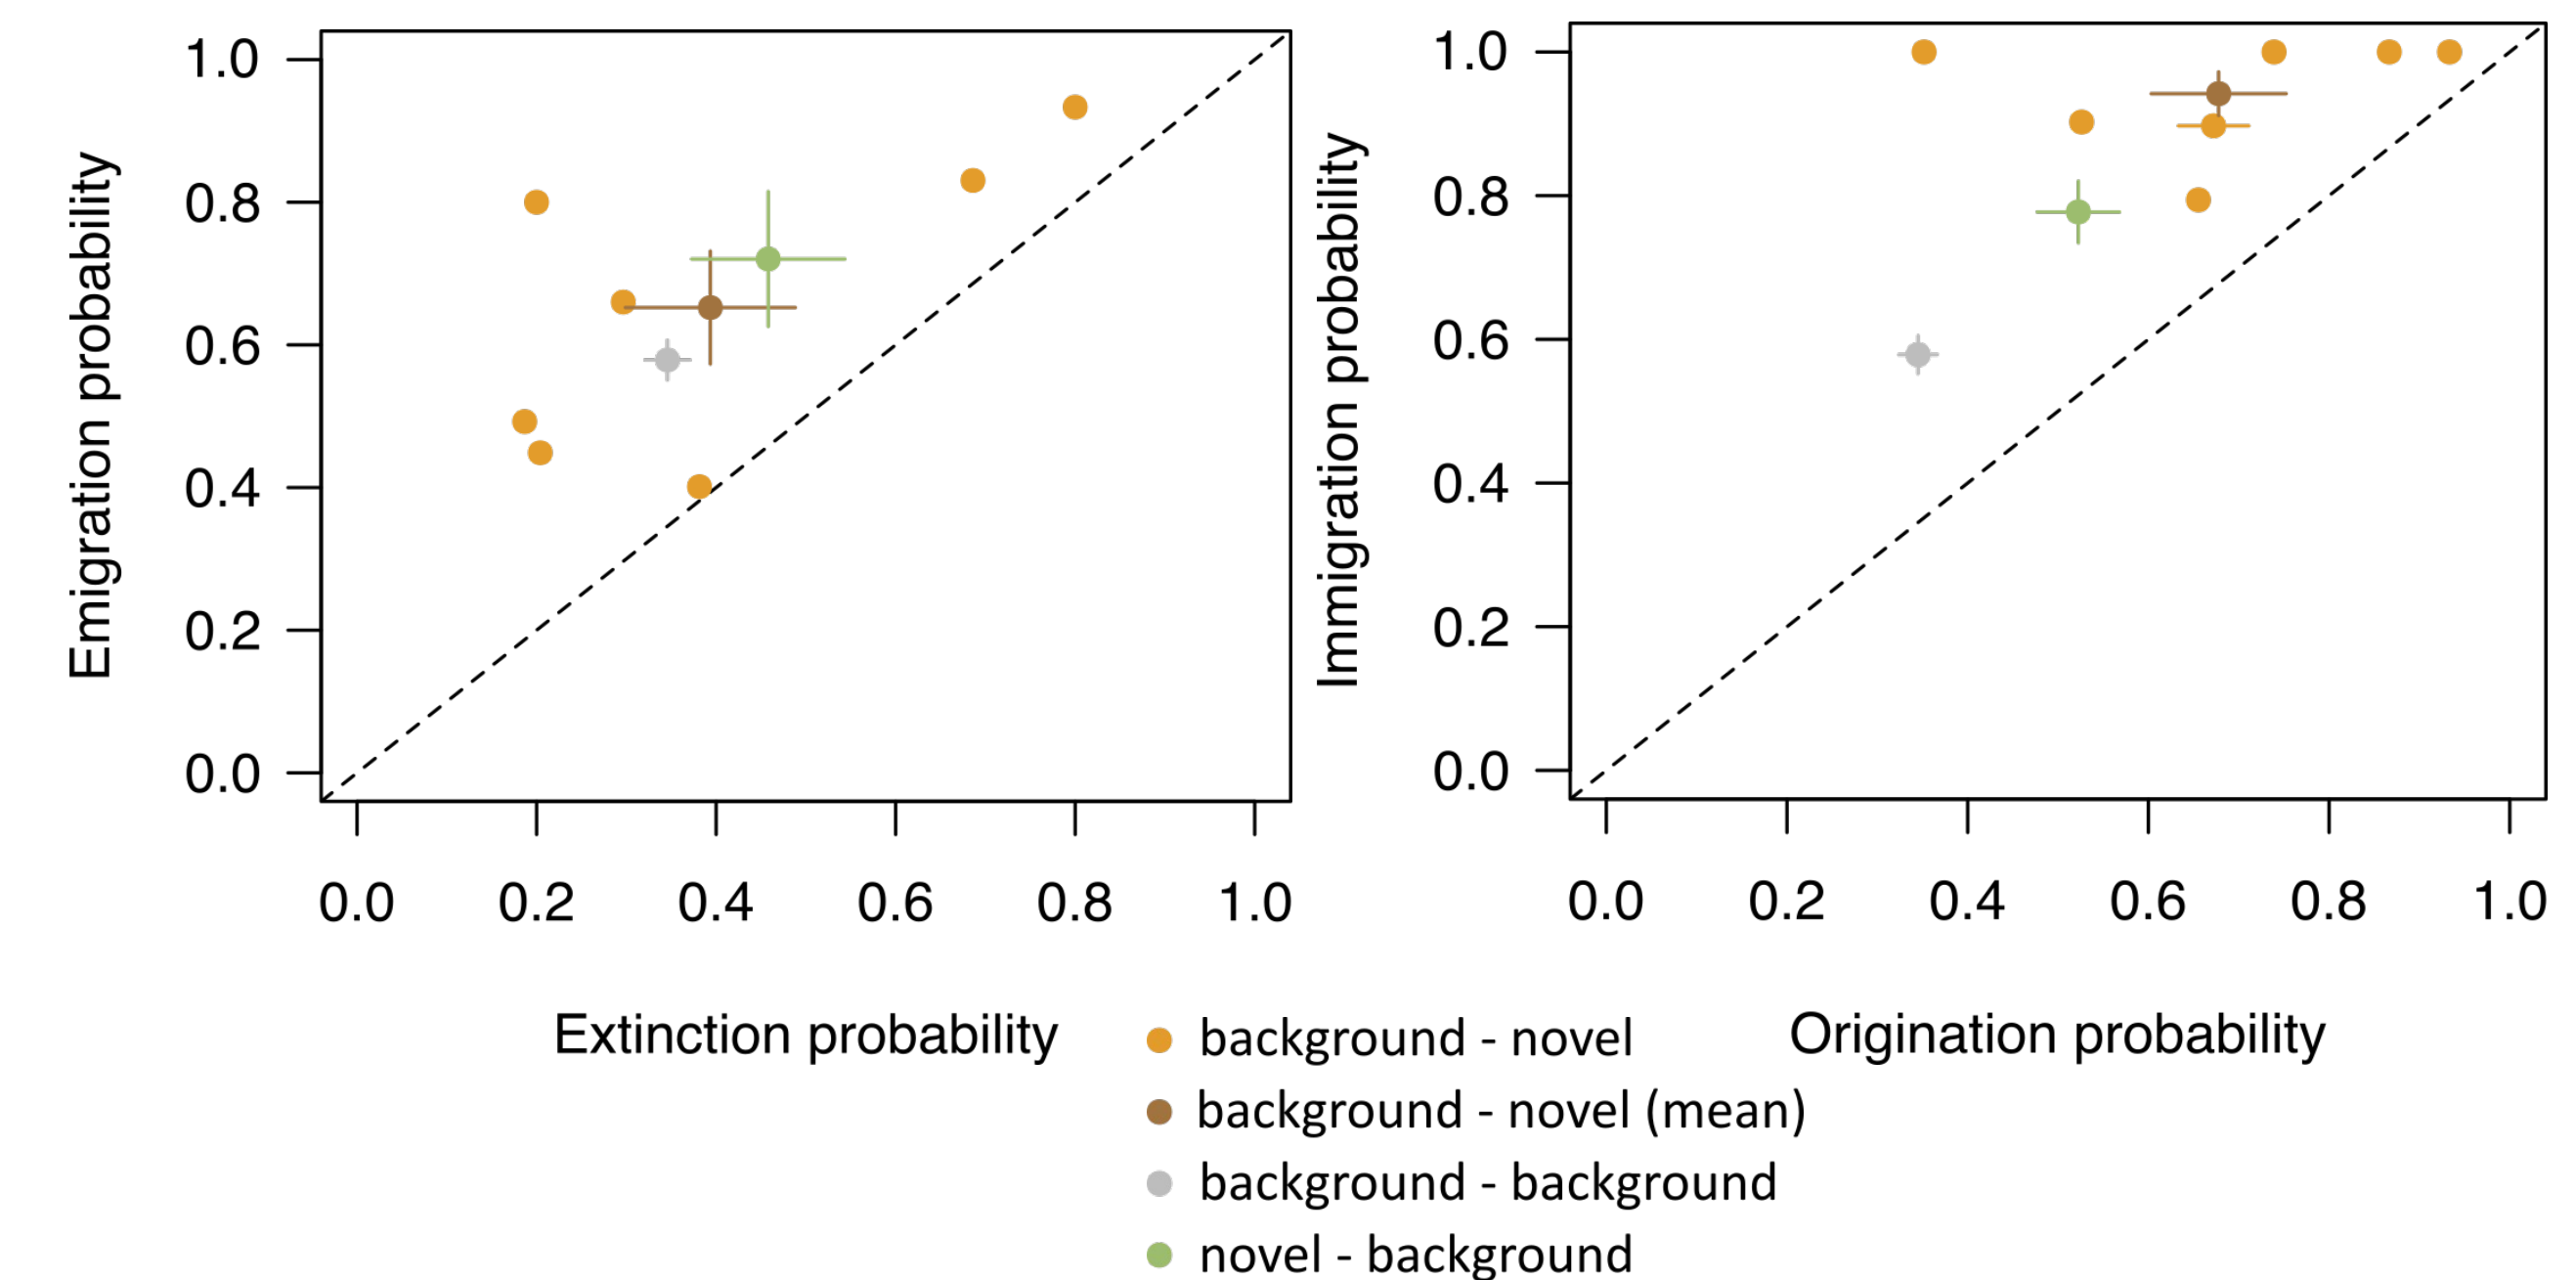 Emigration probability
1.0
0.8
0.6
0.4
0.2
0.0
0.0 0.2 0.4 0.6 0.8 1.0
Extinction probability
Immigration probability
1.0
0.8
0.6
0.4
0.2
0.0
0.0 0.2 0.4 0.6 0.8 1.0
Origination probability
background - novel
background - novel (mean)
background - background
novel - background